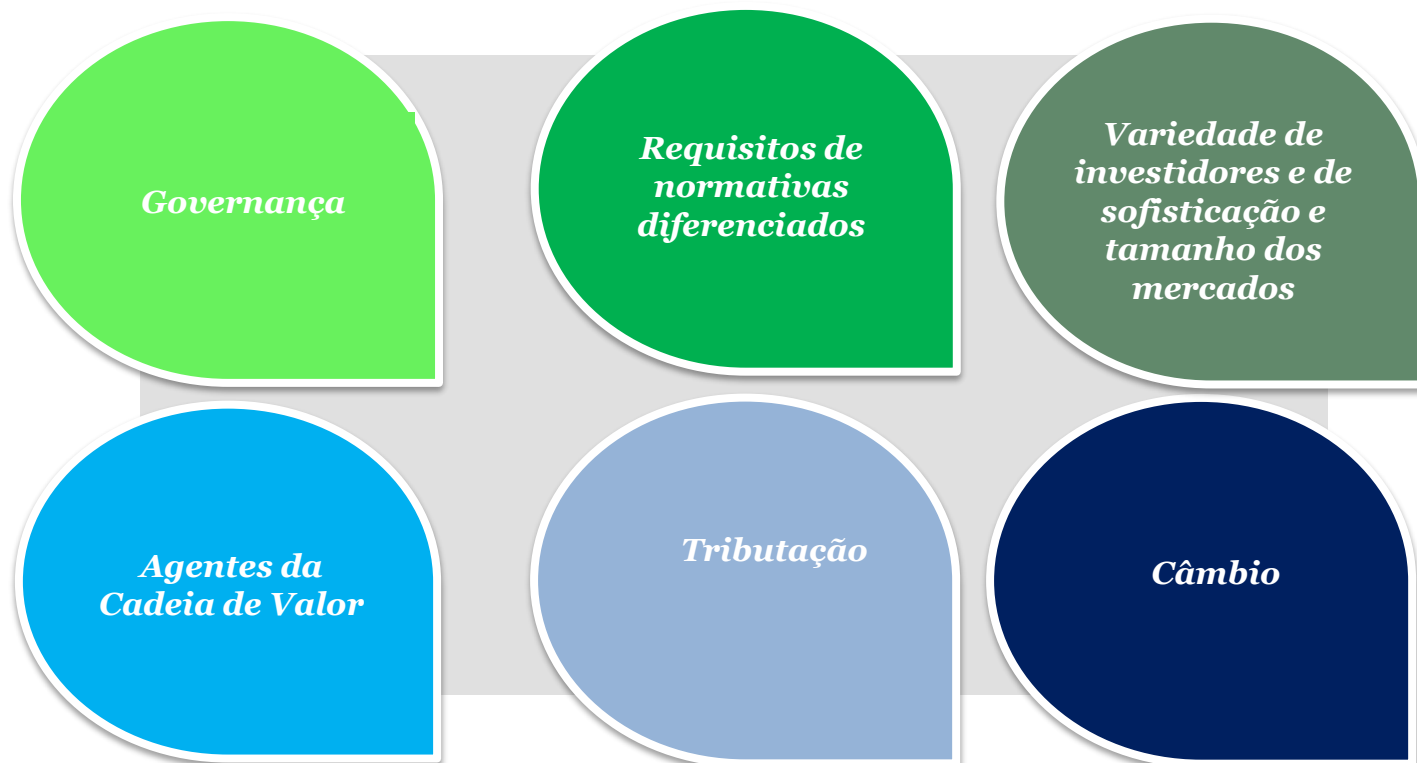 Governança
Requisitos de
normativas
diferenciados
Variedade de
investidores e de
sofisticação e
tamanho dos
mercados
Agentes da
Cadeia de Valor
Tributação
Câmbio